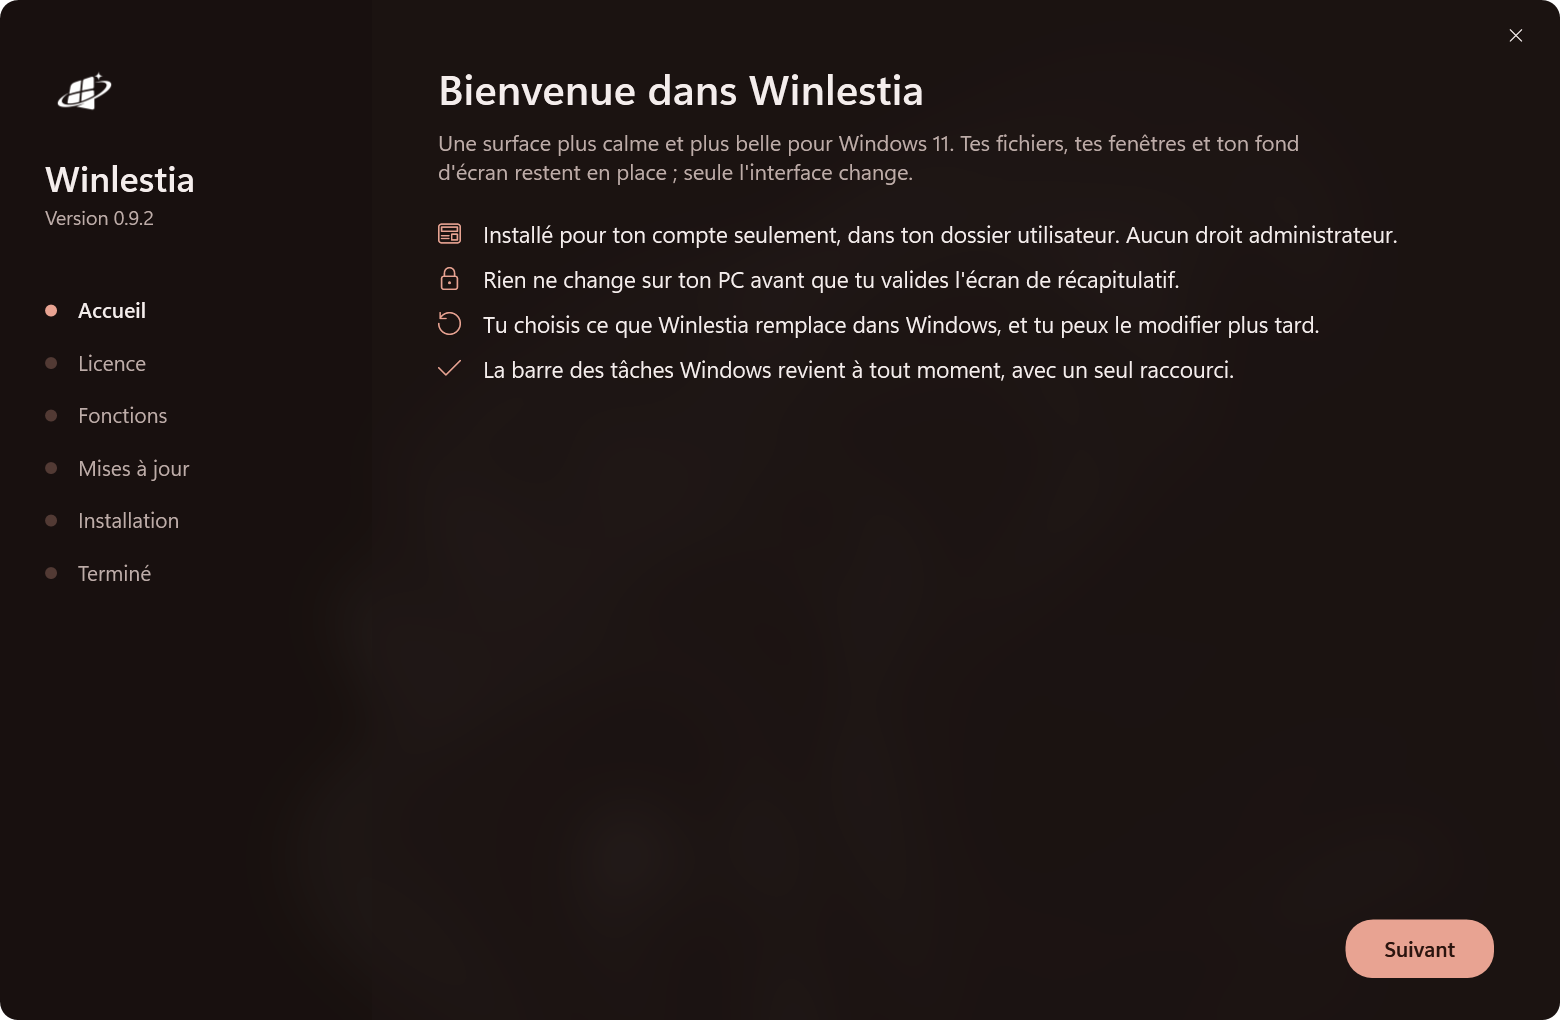 Winlestia
Version 0.9.2
Accueil
Licence
Fonctions
Mises à jour
Installation
Terminé
Bienvenue dans Winlestia
Une surface plus calme et plus belle pour Windows 11. Tes fichiers, tes fenêtres et ton fond
d'écran restent en place ; seule l'interface change.
Installé pour ton compte seulement, dans ton dossier utilisateur. Aucun droit administrateur.
Rien ne change sur ton PC avant que tu valides l'écran de récapitulatif.
Tu choisis ce que Winlestia remplace dans Windows, et tu peux le modifier plus tard.
La barre des tâches Windows revient à tout moment, avec un seul raccourci.
Suivant